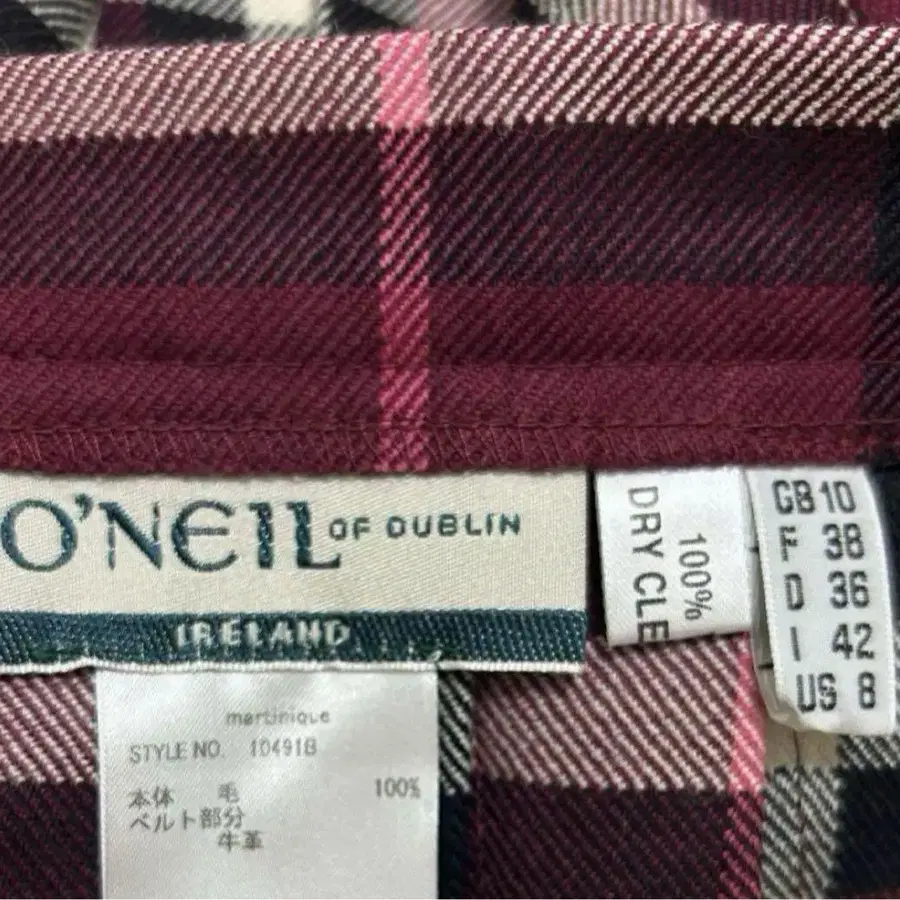 O'NEIL OF DUBLIN
IRELAND
martinique
STYLE NO. 104918
本体 毛 100%
ベルト部分
牛革
DRY CLE
100%
GB 10
F 38
D 36
I 42
US 8